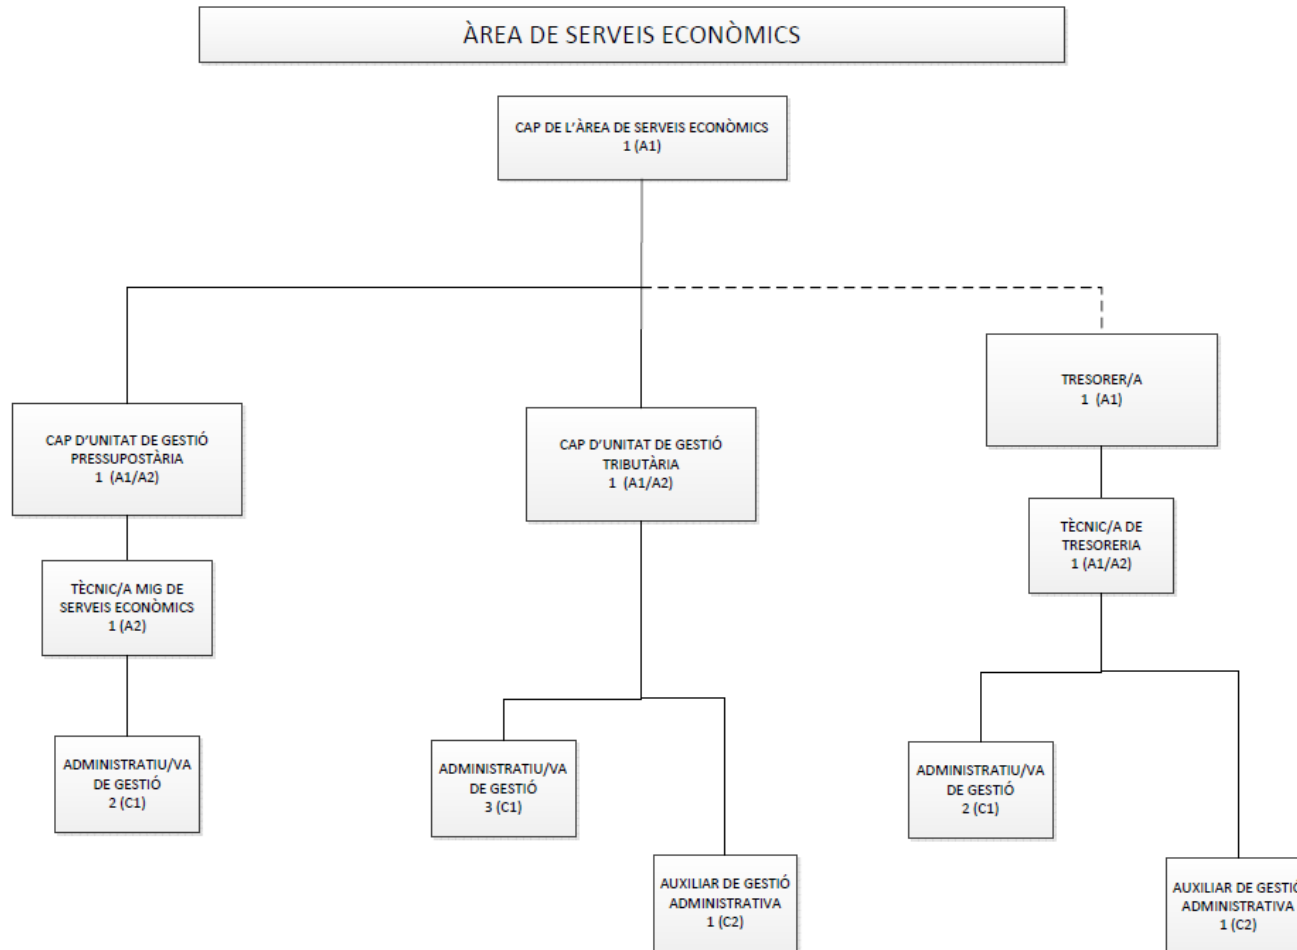 ÀREA DE SERVEIS ECONÒMICS
CAP DE L'ÀREA DE SERVEIS ECONÒMICS
1 (A1)
CAP D'UNITAT DE GESTIÓ
PRESSUPOSTÀRIA
1 (A1/A2)
TÈCNIC/A MIG DE
SERVEIS ECONÒMICS
1 (A2)
ADMINISTRATIU/VA
DE GESTIÓ
2 (C1)
CAP D'UNITAT DE GESTIÓ
TRIBUTÀRIA
1 (A1/A2)
ADMINISTRATIU/VA
DE GESTIÓ
3 (C1)
AUXILIAR DE GESTIÓ
ADMINISTRATIVA
1 (C2)
TRESORER/A
1 (A1)
TÈCNIC/A DE
TRESORERIA
1 (A1/A2)
ADMINISTRATIU/VA
DE GESTIÓ
2 (C1)
AUXILIAR DE GESTIÓ
ADMINISTRATIVA
1 (C2)